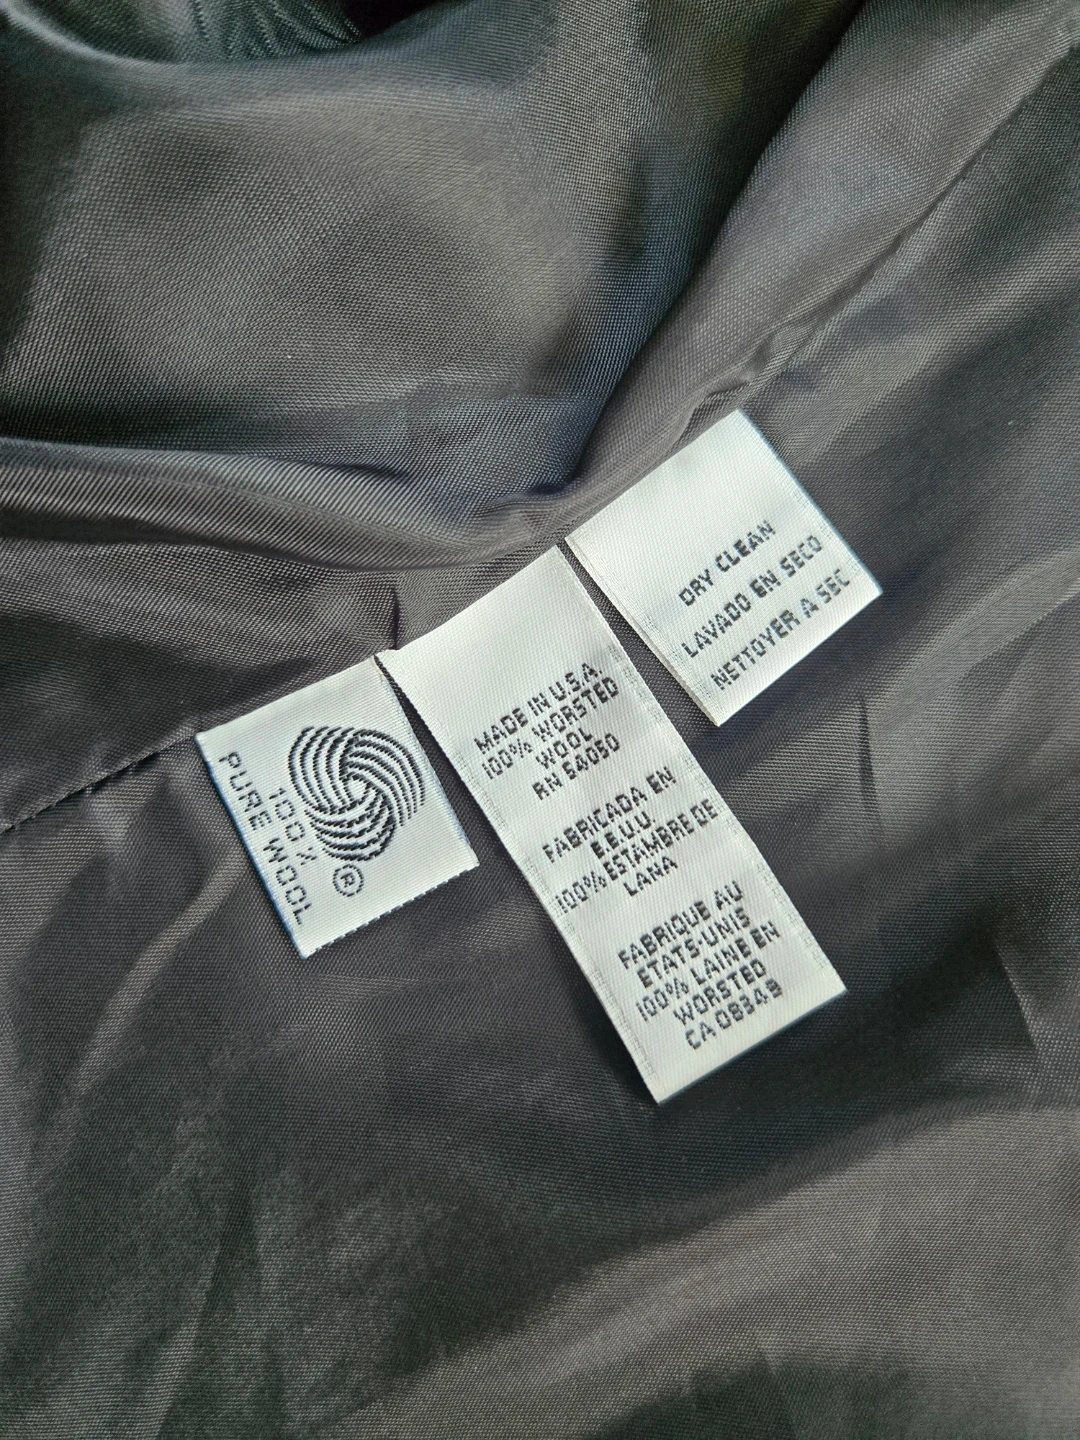 100%
PURE WOOL
®
MADE IN U.S.A.
100% WORSTED
WOOL
RN 54050
FABRICADA EN
E.E.U.U.
100% ESTAMBRE DE
LANA
FABRIQUE AU
ETATS-UNIS
100% LAINE EN
WORSTED
CA 08349
DRY CLEAN
LAVADO EN SECO
NETTOYER A SEC